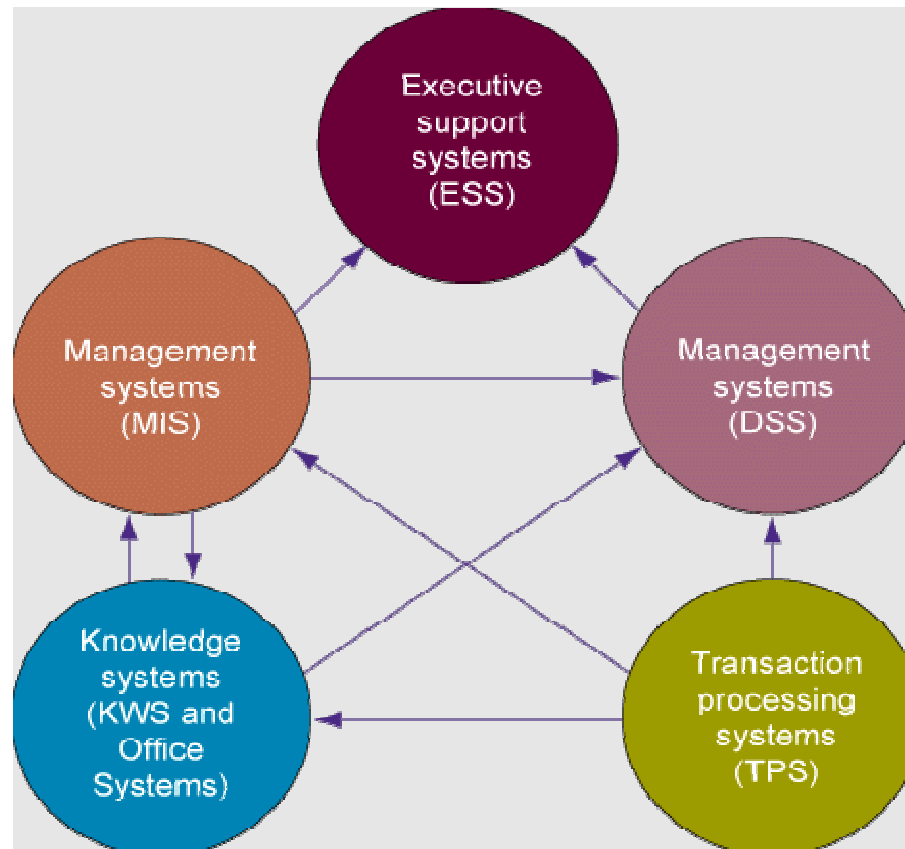 Executive
support
systems
(ESS)
Management
systems
(MIS)
Management
systems
(DSS)
Knowledge
systems
(KWS and
Office
Systems)
Transaction
processing
systems
(TPS)